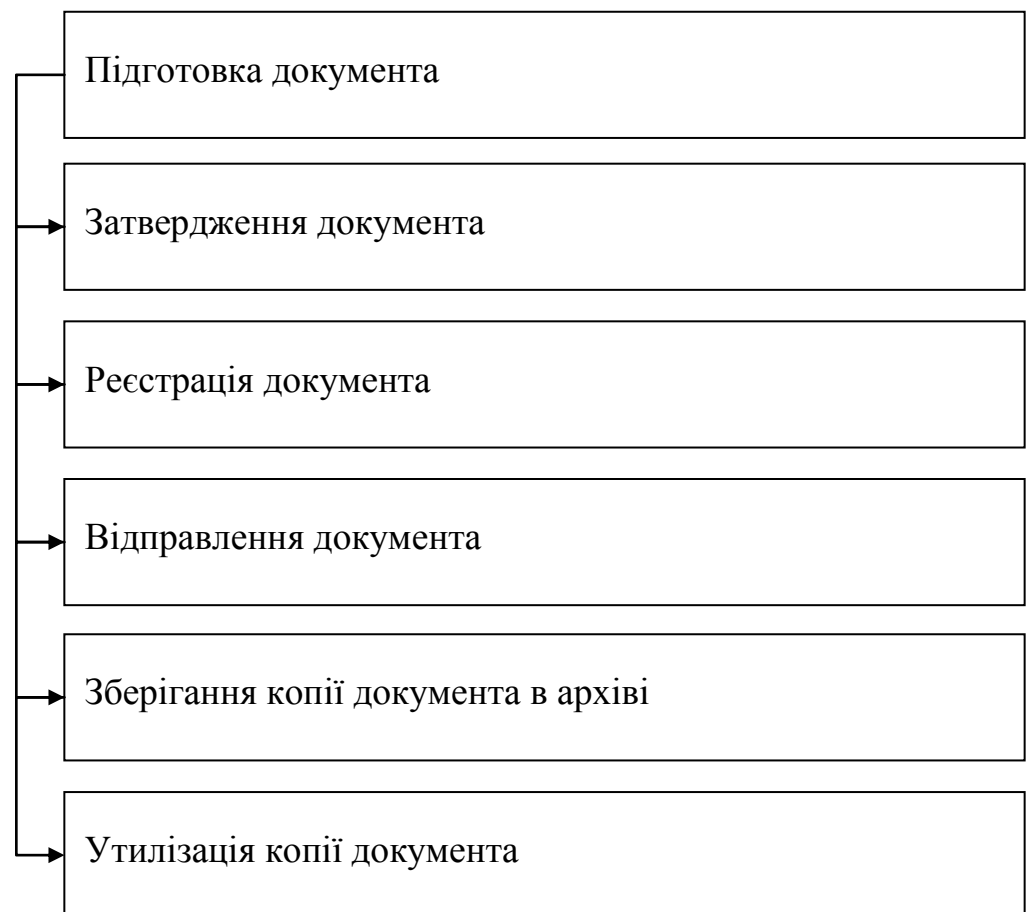 Підготовка документа
Затвердження документа
Реєстрація документа
Відправлення документа
Зберігання копії документа в архіві
Утилізація копії документа